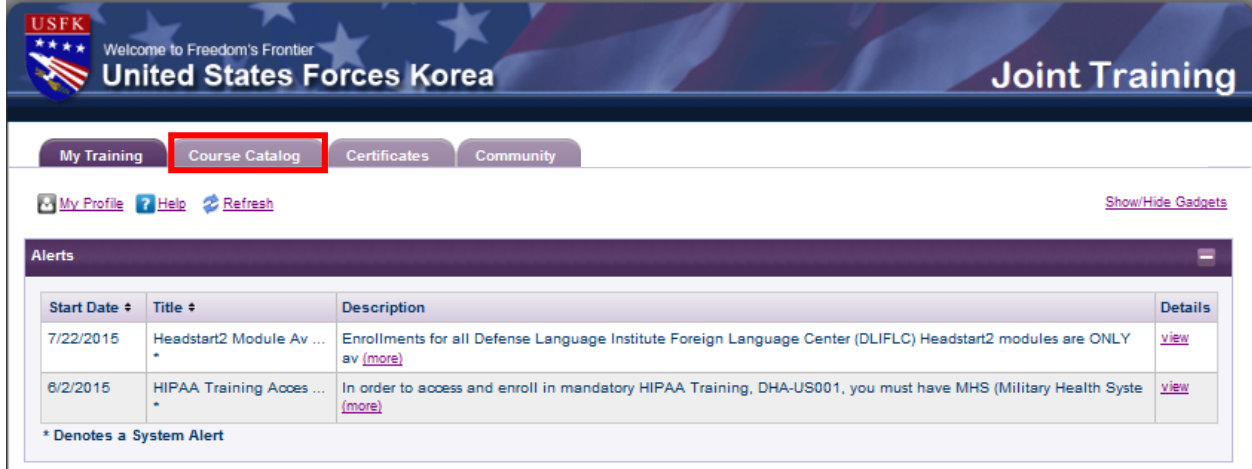 USFK
Welcome to Freedom's Frontier
United States Forces Korea
Joint Training
My Training Course Catalog Certificates Community
My Profile ? Help Refresh Show/Hide Gadgets
Alerts
Start Date Title Description Details
7/22/2015 Headstart2 Module Av ... Enrollments for all Defense Language Institute Foreign Language Center (DLIFLC) Headstart2 modules are ONLY view
* av (more)
6/2/2015 HIPAA Training Acces ... In order to access and enroll in mandatory HIPAA Training, DHA-US001, you must have MHS (Military Health Syste view
* (more)
* Denotes a System Alert